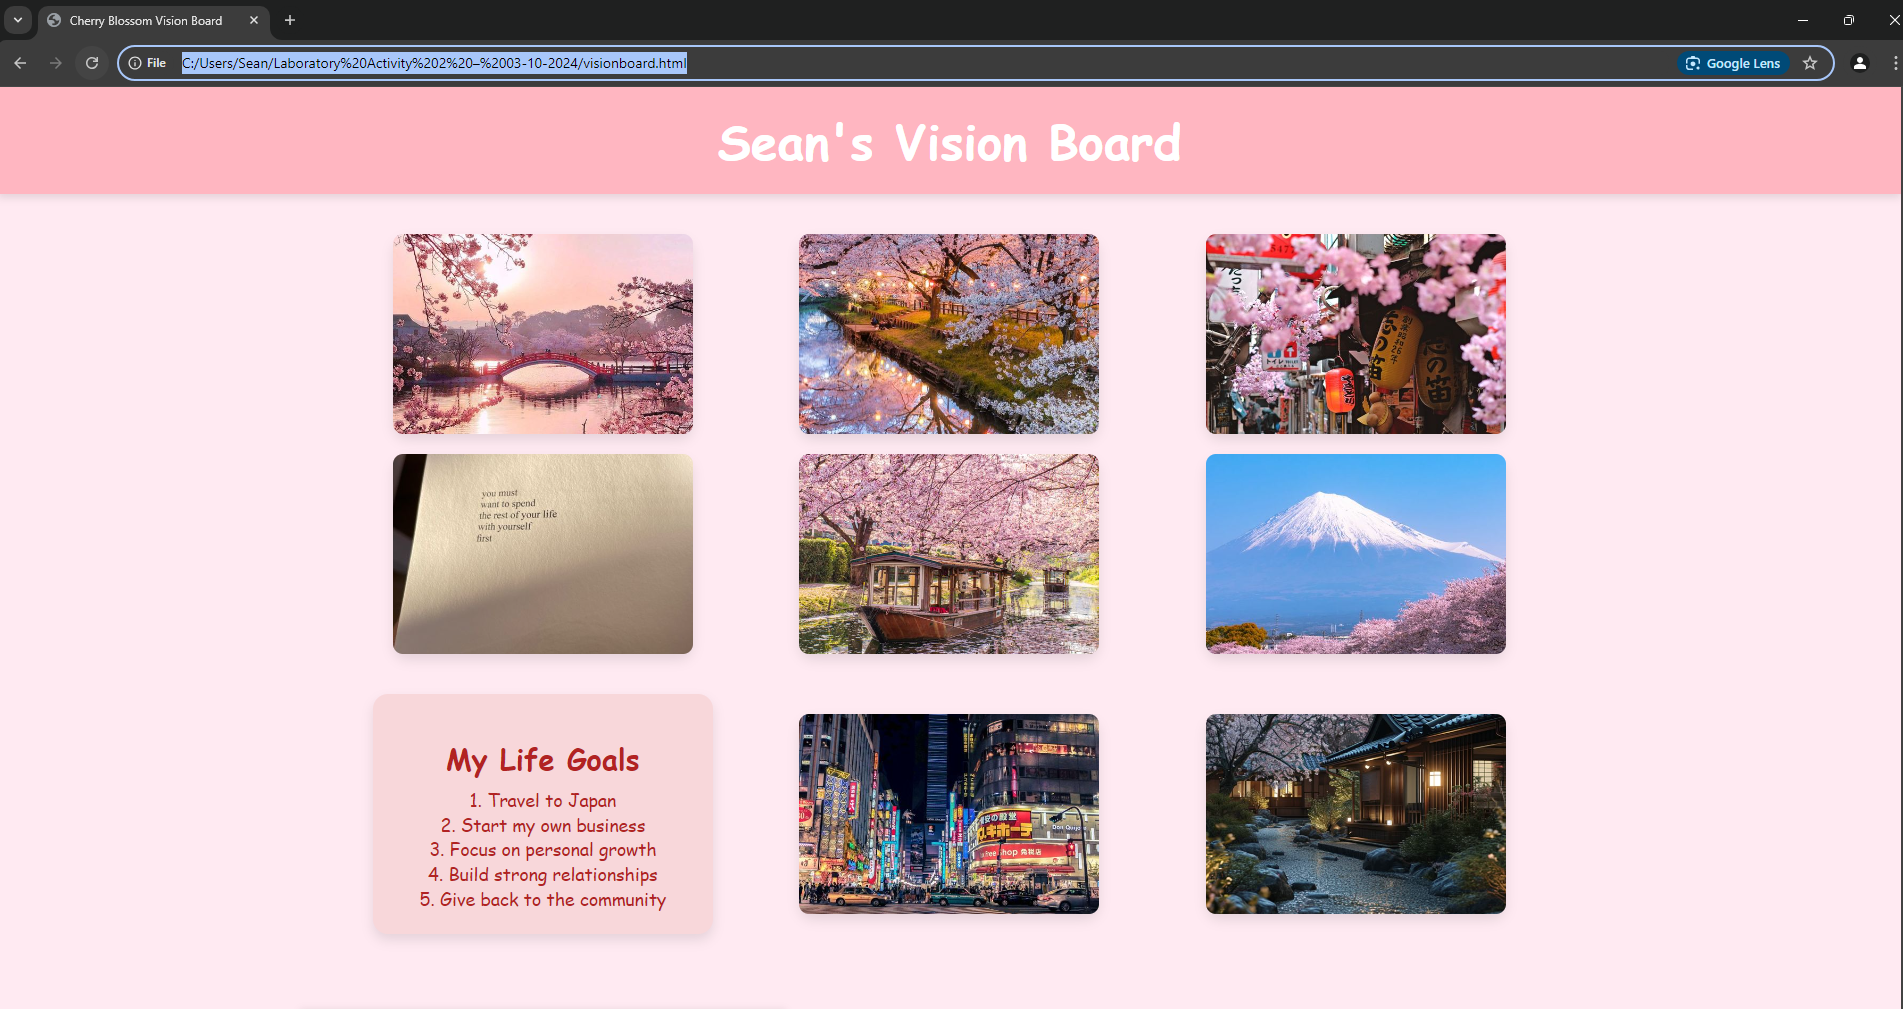 Cherry Blossom Vision Board
File
C:/Users/Sean/Laboratory%20Activity%202%20–%2003-10-2024/visionboard.html
Google Lens
Sean's Vision Board
心の笛
you must
want to spend
the rest of your life
with yourself
first
My Life Goals
1. Travel to Japan
2. Start my own business
3. Focus on personal growth
4. Build strong relationships
5. Give back to the community